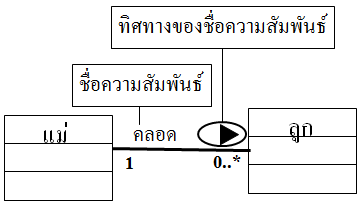 ทิศทางของชื่อความสัมพันธ์
ชื่อความสัมพันธ์
แม่ คลอด ลูก
1 0..*